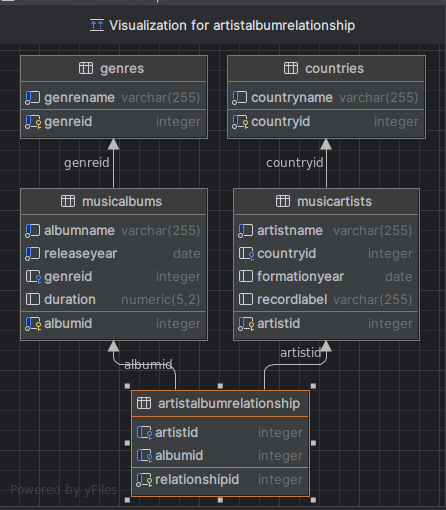 Visualization for artistalbumrelationship
genres
genrename varchar(255)
genreid integer
countries
countryname varchar(255)
countryid integer
genreid
countryid
musicalbums
albumname varchar(255)
releaseyear date
genreid integer
duration numeric(5,2)
albumid integer
musicartists
artistname varchar(255)
countryid integer
formationyear date
recordlabel varchar(255)
artistid integer
albumid
artistid
artistalbumrelationship
artistid integer
albumid integer
relationshipid integer
Powered by yFiles